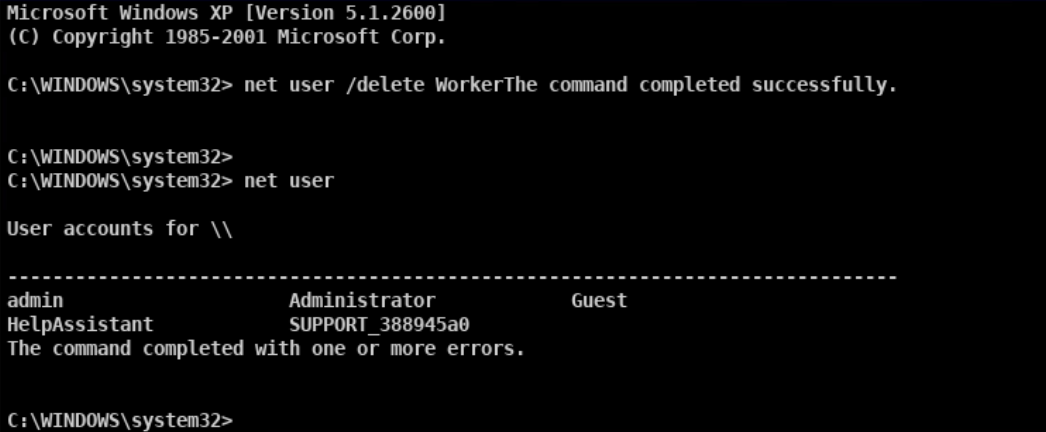 Microsoft Windows XP [Version 5.1.2600]
(C) Copyright 1985-2001 Microsoft Corp.
C:\WINDOWS\system32> net user /delete WorkerThe command completed successfully.
C:\WINDOWS\system32>
C:\WINDOWS\system32> net user
User accounts for \\
-------------------------------------------------------------------------------
admin                    Administrator            Guest
HelpAssistant            SUPPORT_388945a0
The command completed with one or more errors.
C:\WINDOWS\system32>